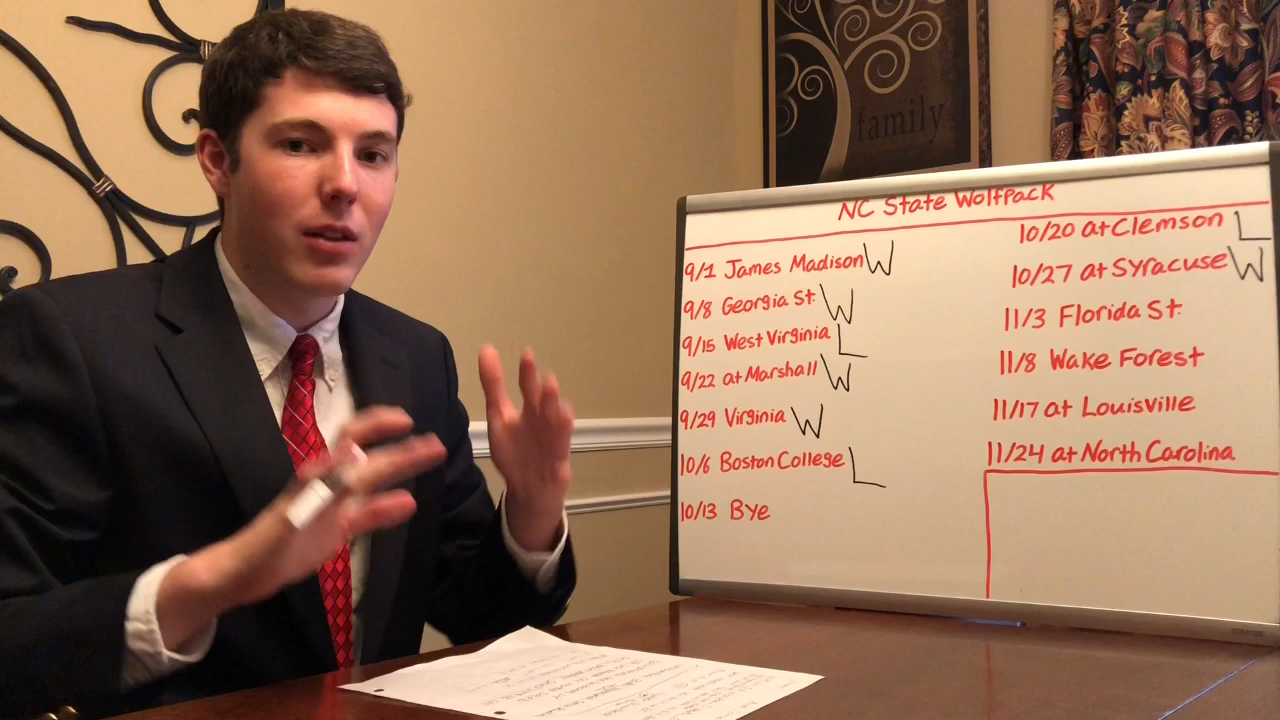 family
NC State Wolfpack
9/1 James Madison W
9/8 Georgia St. W
9/15 West Virginia L
9/22 at Marshall W
9/29 Virginia W
10/6 Boston College L
10/13 Bye
10/20 at Clemson L
10/27 at Syracuse W
11/3 Florida St.
11/8 Wake Forest
11/17 at Louisville
11/24 at North Carolina